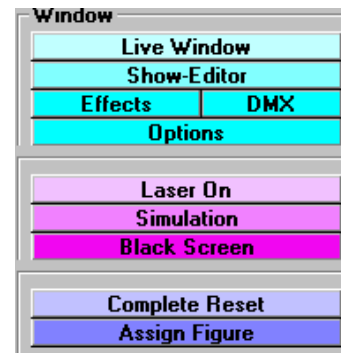 Window
Live Window
Show-Editor
Effects DMX
Options
Laser On
Simulation
Black Screen
Complete Reset
Assign Figure